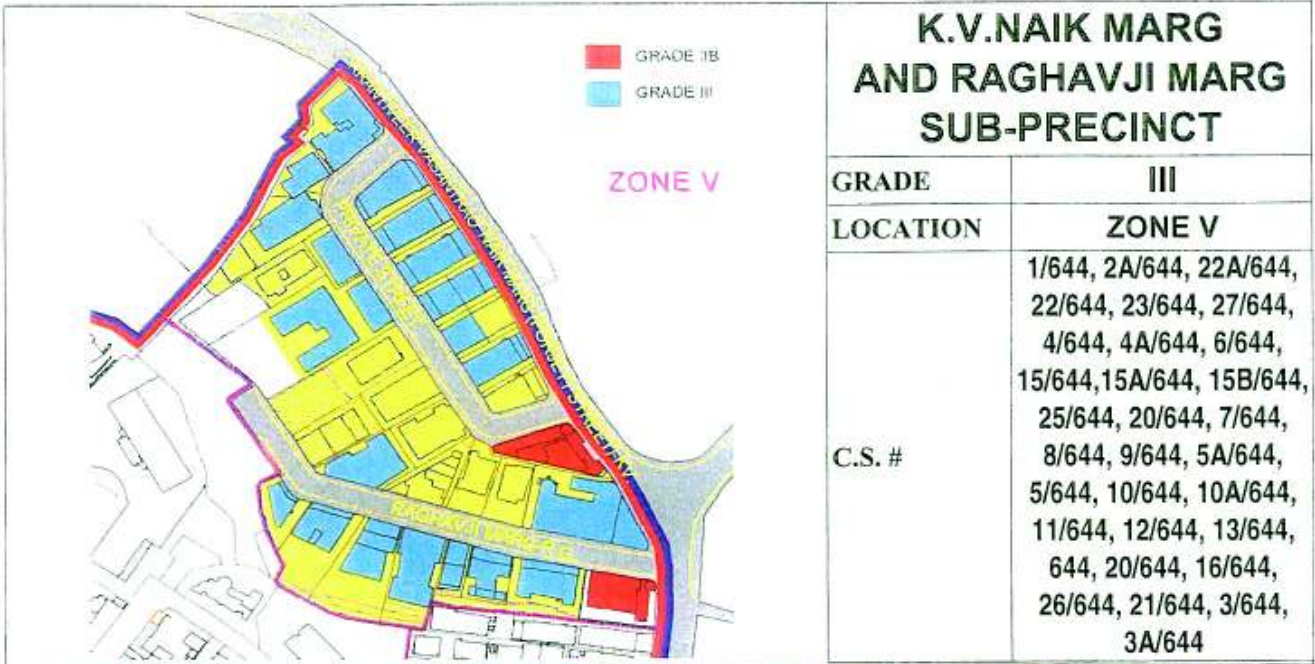 GRADE IIB
GRADE III
ZONE V
RAGHAVJI MARG
K.V.NAIK MARG
AND RAGHAVJI MARG
SUB-PRECINCT
GRADE
III
LOCATION
ZONE V
C.S. #
1/644, 2A/644, 22A/644,
22/644, 23/644, 27/644,
4/644, 4A/644, 6/644,
15/644,15A/644, 15B/644,
25/644, 20/644, 7/644,
8/644, 9/644, 5A/644,
5/644, 10/644, 10A/644,
11/644, 12/644, 13/644,
644, 20/644, 16/644,
26/644, 21/644, 3/644,
3A/644